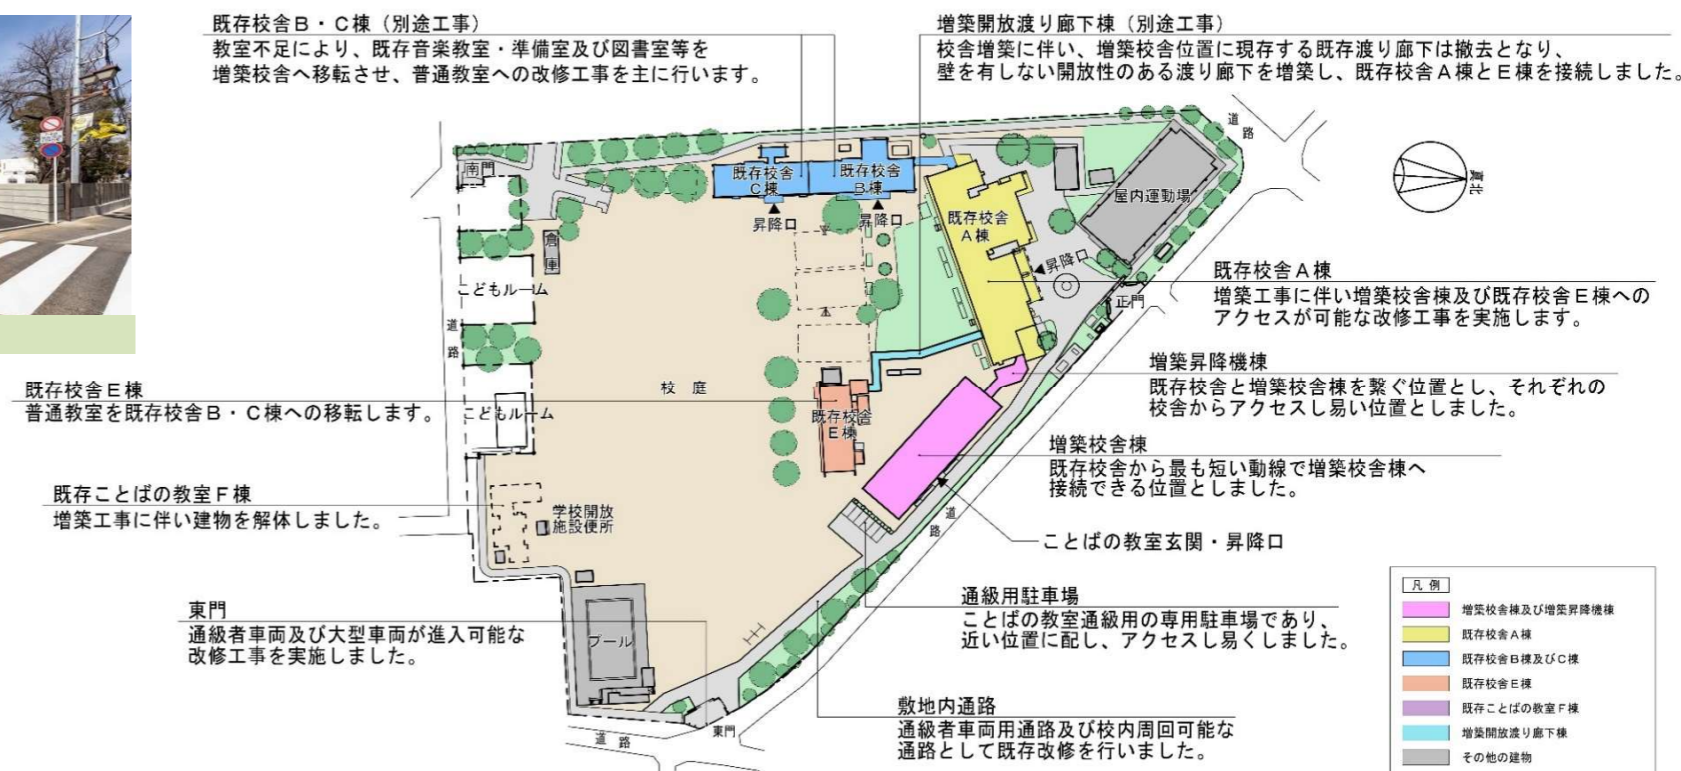 既存校舎B・C棟（別途工事）
教室不足により、既存音楽教室・準備室及び図書室等を
増築校舎へ移転させ、普通教室への改修工事を主に行います。
増築開放渡り廊下棟（別途工事）
校舎増築に伴い、増築校舎位置に現存する既存渡り廊下は撤去となり、
壁を有しない開放性のある渡り廊下を増築し、既存校舎A棟とE棟を接続しました。
道路
真北
南門
既存校舎
C棟
既存校舎
B棟
昇降口
昇降口
既存校舎
A棟
屋内運動場
昇降口
正門
倉庫
こどもルーム
道路
こどもルーム
校庭
既存校舎
E棟
既存校舎A棟
増築工事に伴い増築校舎棟及び既存校舎E棟への
アクセスが可能な改修工事を実施します。
増築昇降機棟
既存校舎と増築校舎棟を繋ぐ位置とし、それぞれの
校舎からアクセスし易い位置としました。
既存校舎E棟
普通教室を既存校舎B・C棟への移転します。
増築校舎棟
既存校舎から最も短い動線で増築校舎棟へ
接続できる位置としました。
既存ことばの教室F棟
増築工事に伴い建物を解体しました。
学校開放
施設便所
道路
ことばの教室玄関・昇降口
通級用駐車場
ことばの教室通級用の専用駐車場であり、
近い位置に配し、アクセスし易くしました。
東門
通級者車両及び大型車両が進入可能な
改修工事を実施しました。
プール
敷地内通路
通級者車両用通路及び校内周回可能な
通路として既存改修を行いました。
東門
道路
凡例
増築校舎棟及び増築昇降機棟
既存校舎A棟
既存校舎B棟及びC棟
既存校舎E棟
既存ことばの教室F棟
増築開放渡り廊下棟
その他の建物